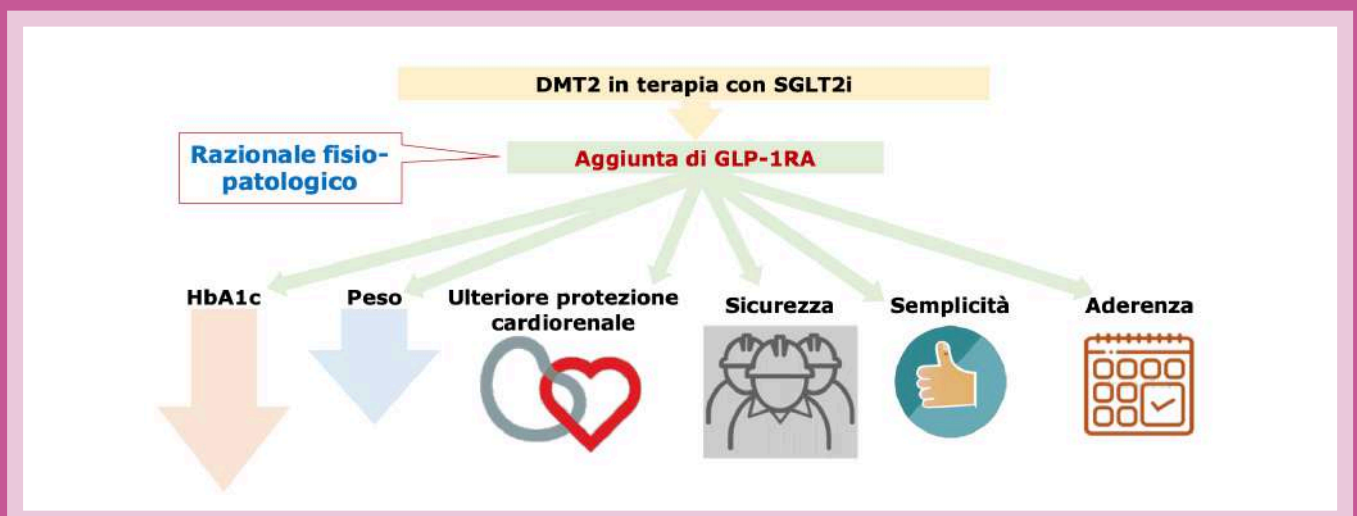 DMT2 in terapia con SGLT2i
Razionale fisio-
patologico
Aggiunta di GLP-1RA
HbA1c
Peso
Ulteriore protezione
cardiorenale
Sicurezza
Semplicità
Aderenza